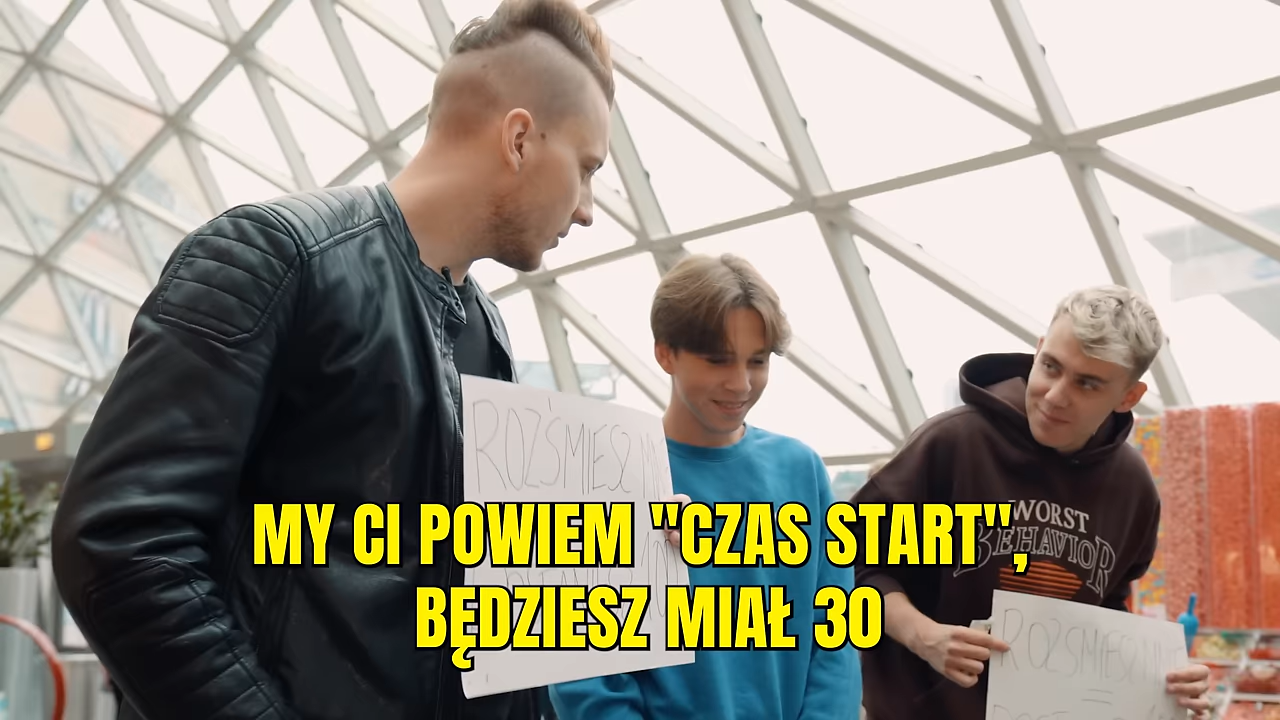 ROZŚMIESZ
MY CI POWIEM "CZAS START",
BĘDZIESZ MIAŁ 30
WORST
BEHAVIOR
ROZŚMIESZ